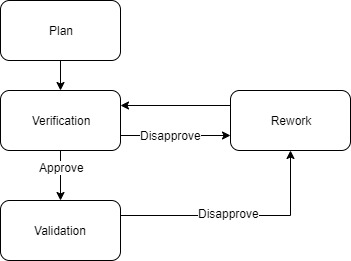 Plan
Verification
Rework
Disapprove
Approve
Disapprove
Validation